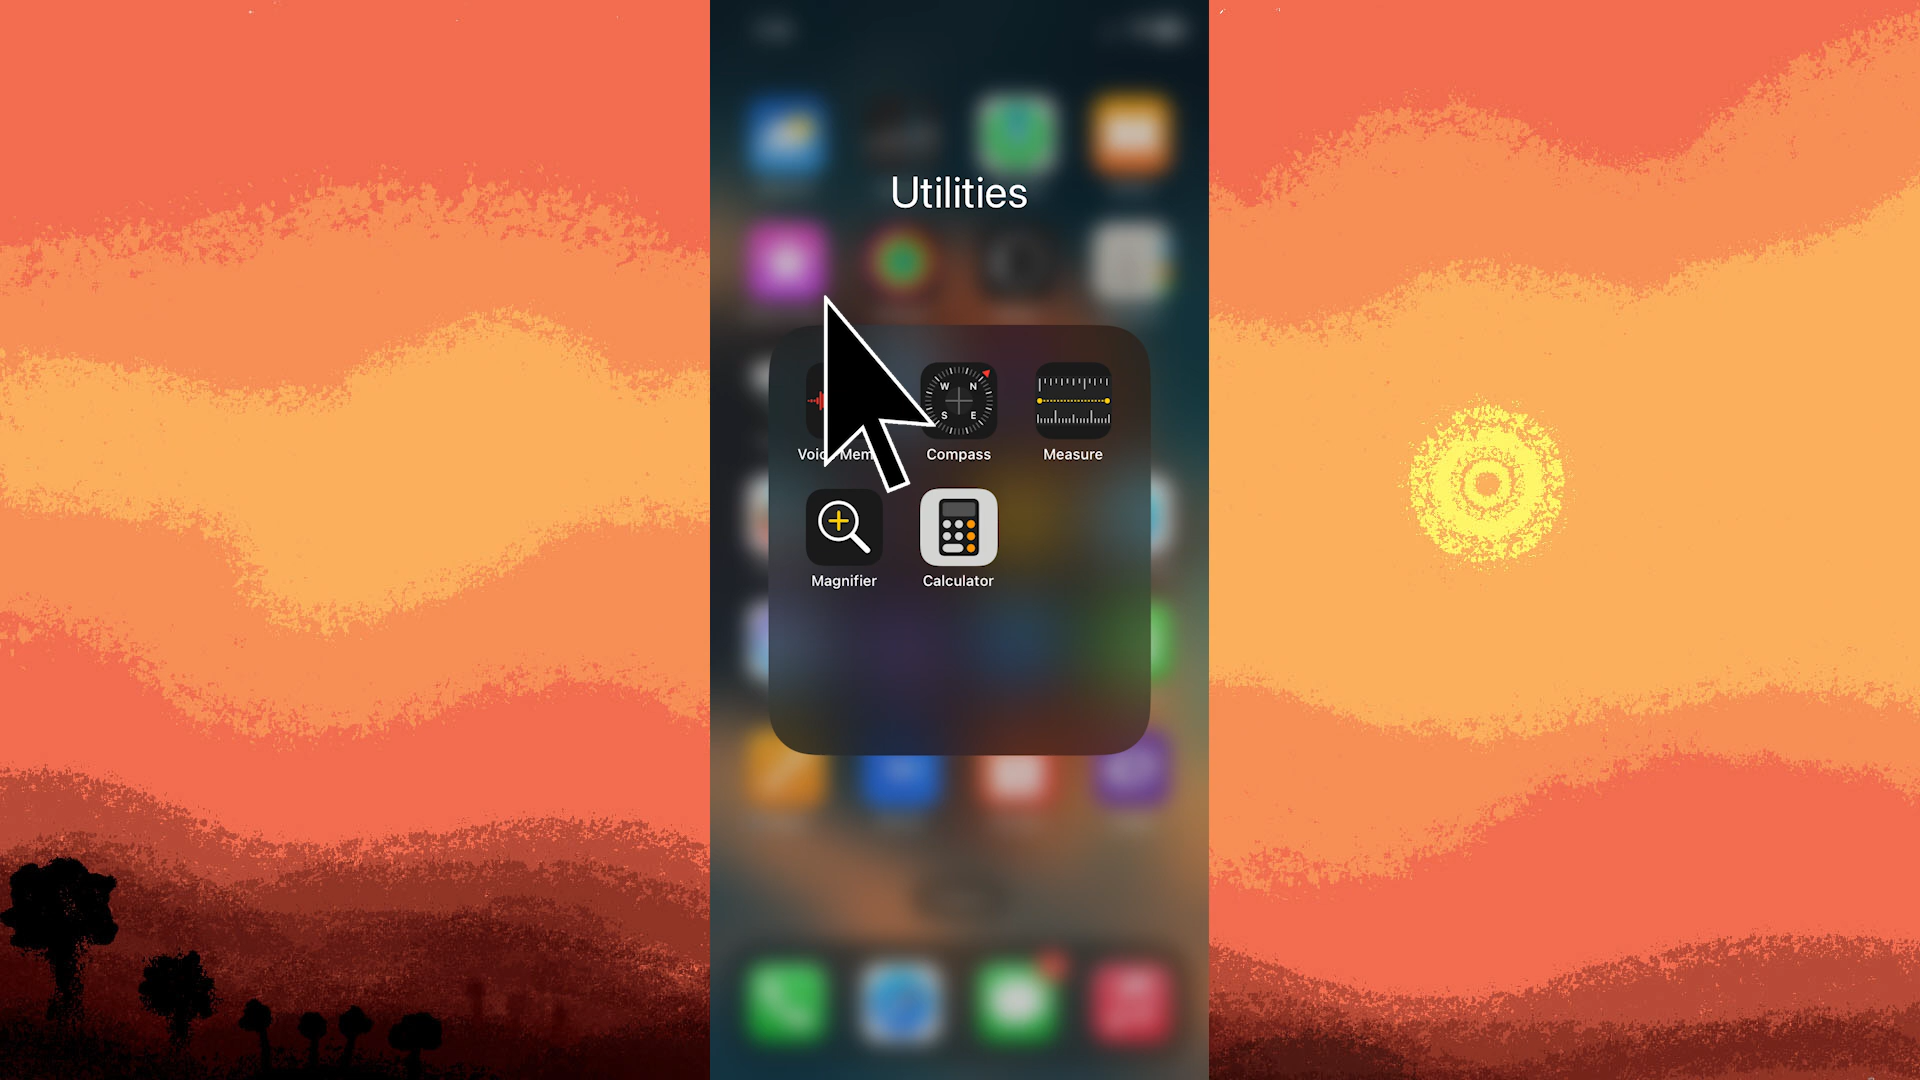 Utilities
W N
S E
Compass Measure
Magnifier Calculator